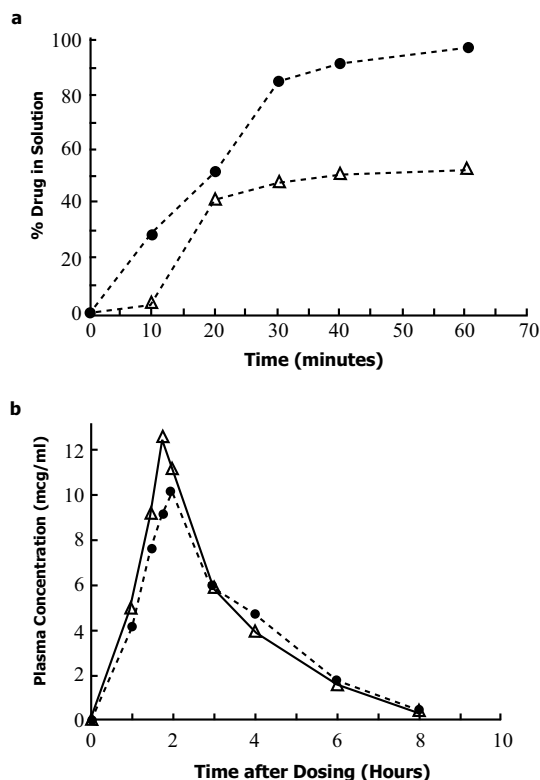 a
100
80
60
40
20
0
% Drug in Solution
0 10 20 30 40 50 60 70
Time (minutes)
b
12
10
8
6
4
2
0
Plasma Concentration (mcg/ml)
0 2 4 6 8 10
Time after Dosing (Hours)